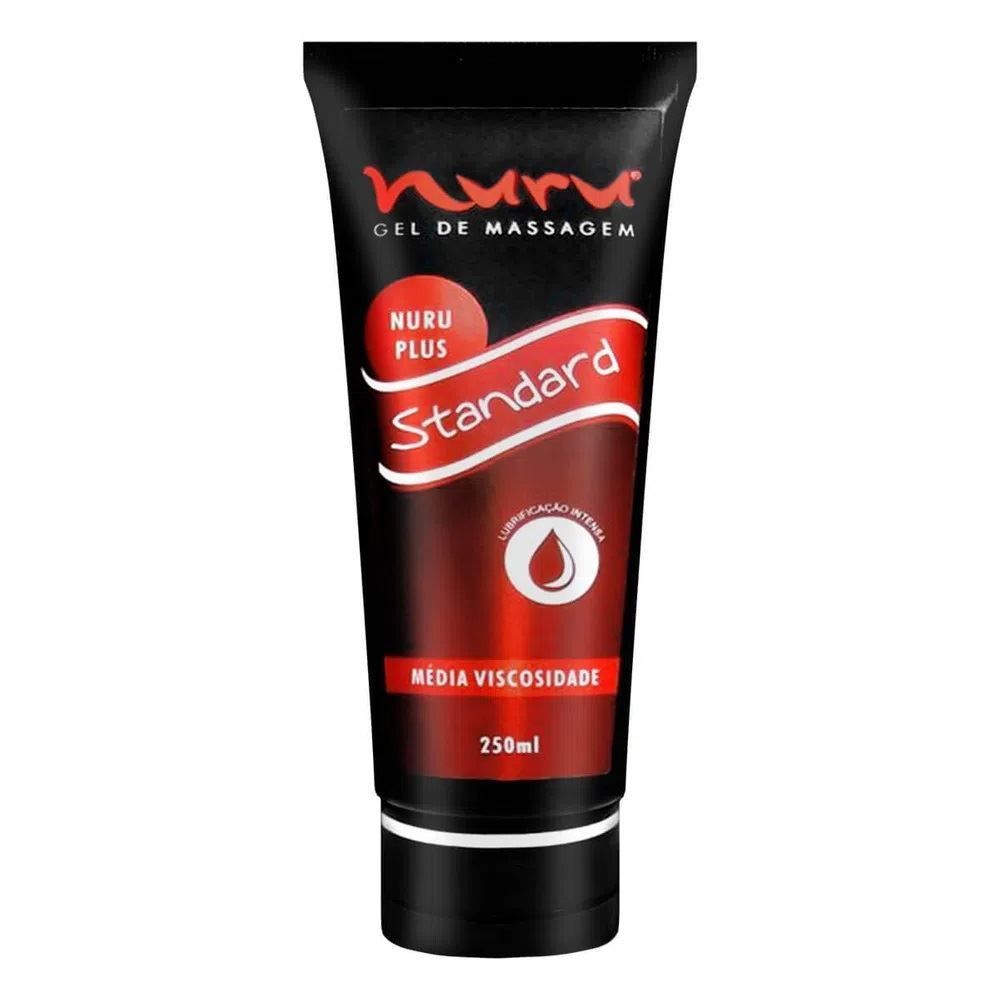 nuru®
GEL DE MASSAGEM
NURU
PLUS
Standard
LUBRIFICAÇÃO INTENSA
MÉDIA VISCOSIDADE
250ml